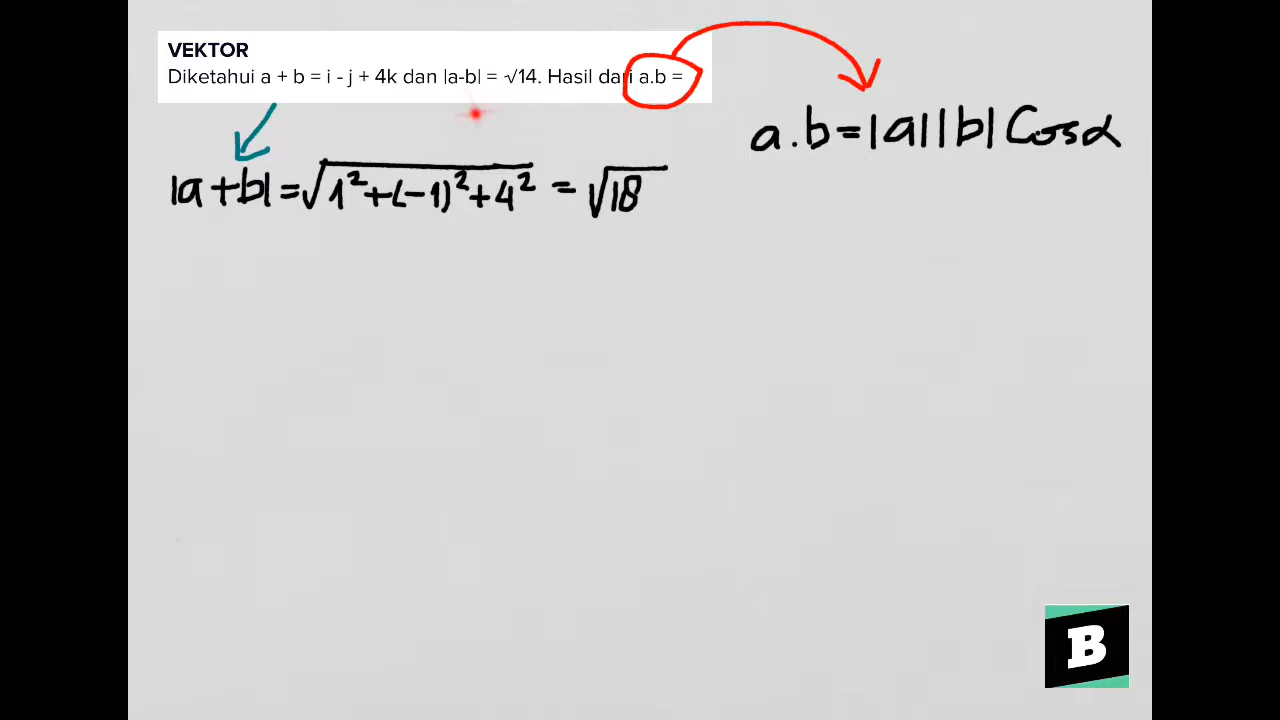 VEKTOR
Diketahui a + b = i - j + 4k dan |a-b| = √14. Hasil dari a.b =
a.b=|a||b| Cosα
|a+b|=√1²+(-1)²+4² = √18
B